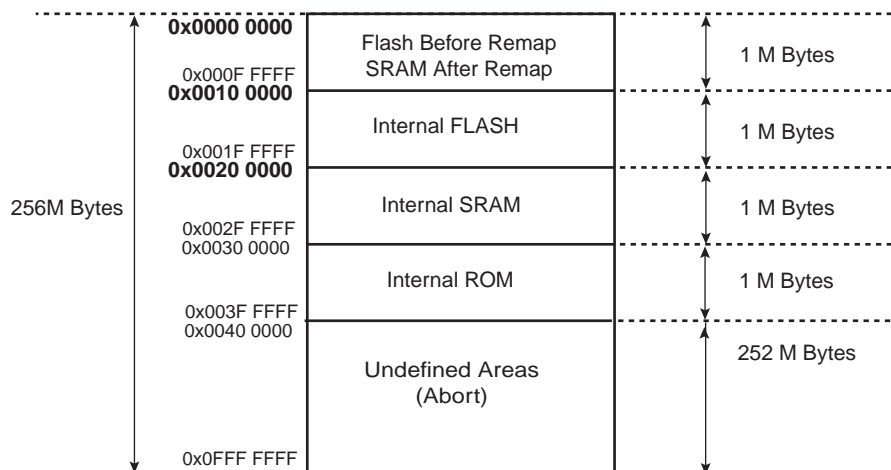 0x0000 0000
Flash Before Remap
SRAM After Remap
1 M Bytes
0x000F FFFF
0x0010 0000
Internal FLASH
1 M Bytes
0x001F FFFF
0x0020 0000
256M Bytes
Internal SRAM
1 M Bytes
0x002F FFFF
0x0030 0000
Internal ROM
1 M Bytes
0x003F FFFF
0x0040 0000
252 M Bytes
Undefined Areas
(Abort)
0x0FFF FFFF